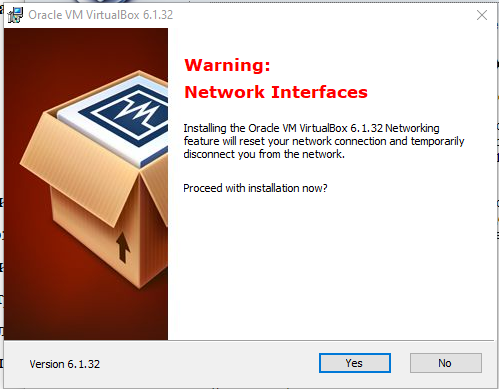 Oracle VM VirtualBox 6.1.32
Warning:
Network Interfaces
Installing the Oracle VM VirtualBox 6.1.32 Networking
feature will reset your network connection and temporarily
disconnect you from the network.
Proceed with installation now?
Version 6.1.32
Yes
No